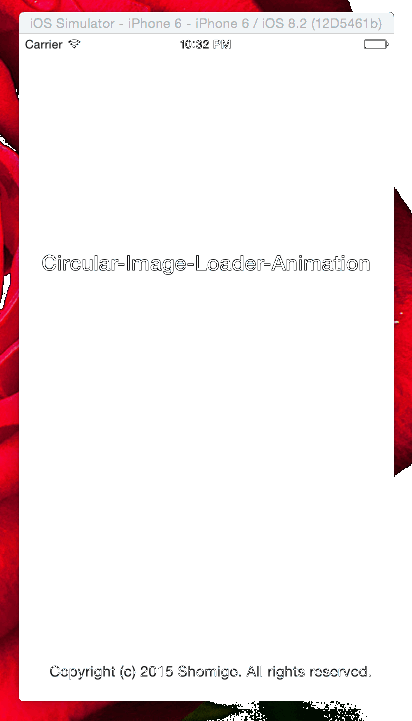 iOS Simulator - iPhone 6 - iPhone 6 / iOS 8.2 (12D5461b)
Carrier 10:32 PM
Circular-Image-Loader-Animation
Copyright (c) 2015 Shomigo. All rights reserved.